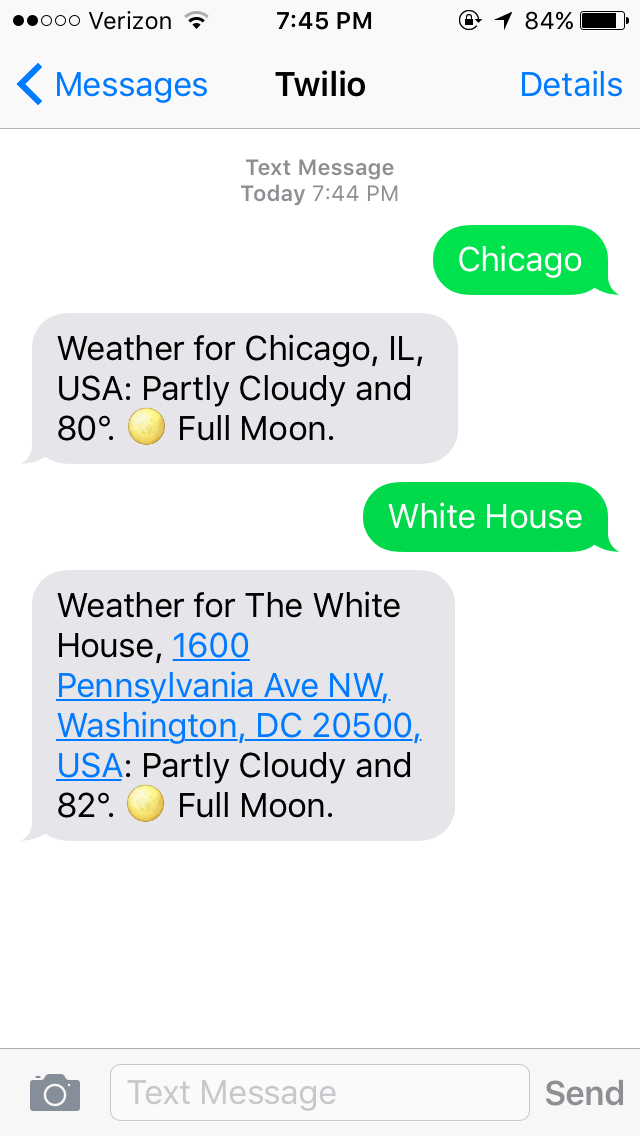 Verizon 7:45 PM 84%
Messages Twilio Details
Text Message
Today 7:44 PM
Chicago
Weather for Chicago, IL,
USA: Partly Cloudy and
80°. 🌕 Full Moon.
White House
Weather for The White
House, 1600
Pennsylvania Ave NW,
Washington, DC 20500,
USA: Partly Cloudy and
82°. 🌕 Full Moon.
Text Message Send